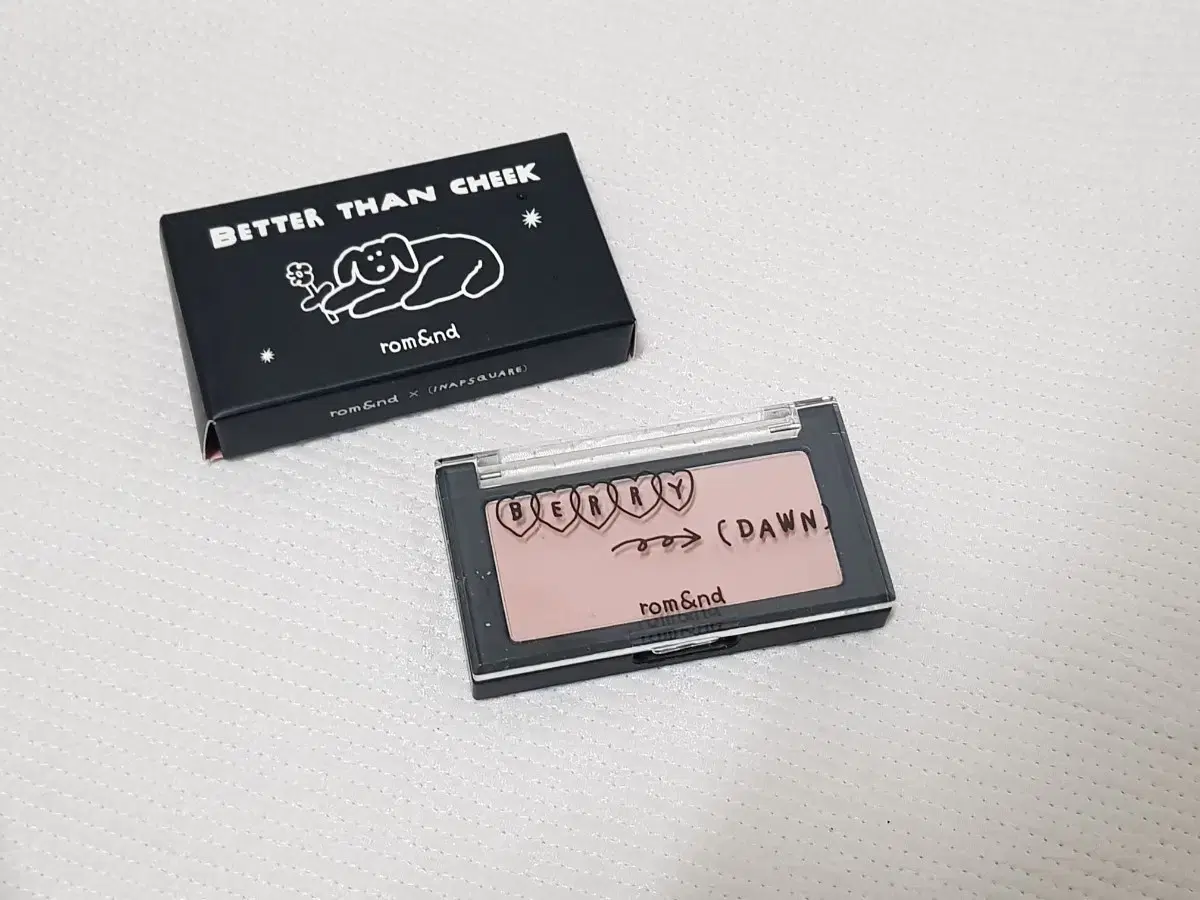 BETTER THAN CHEEK
rom&nd
rom&nd × (INAPSQUARE)
BERRY
(DAWN)
rom&nd